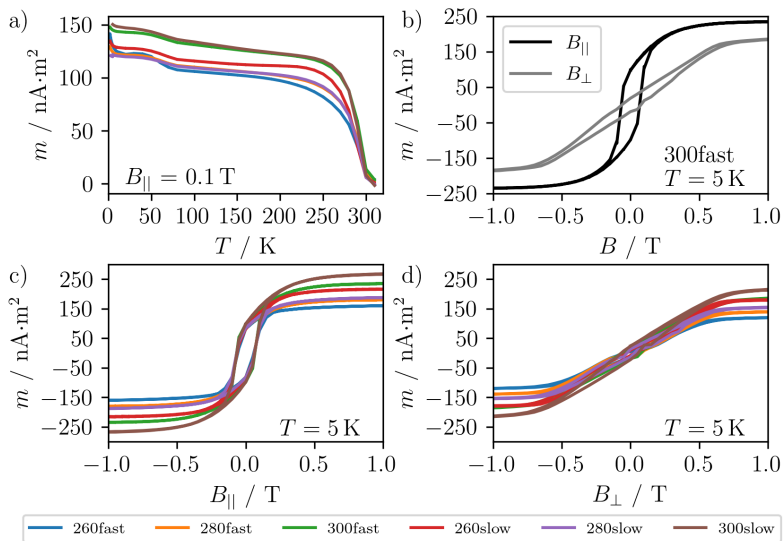 a)
m / nA·m²
150
100
50
0
B|| = 0.1 T
0
50
100
150
200
250
300
T / K
b)
m / nA·m²
250
150
50
−50
−150
−250
B||
B⊥
300fast
T = 5 K
−1.0
−0.5
0.0
0.5
1.0
B / T
c)
m / nA·m²
250
150
50
−50
−150
−250
T = 5 K
−1.0
−0.5
0.0
0.5
1.0
B|| / T
d)
m / nA·m²
250
150
50
−50
−150
−250
T = 5 K
−1.0
−0.5
0.0
0.5
1.0
B⊥ / T
260fast 280fast 300fast 260slow 280slow 300slow